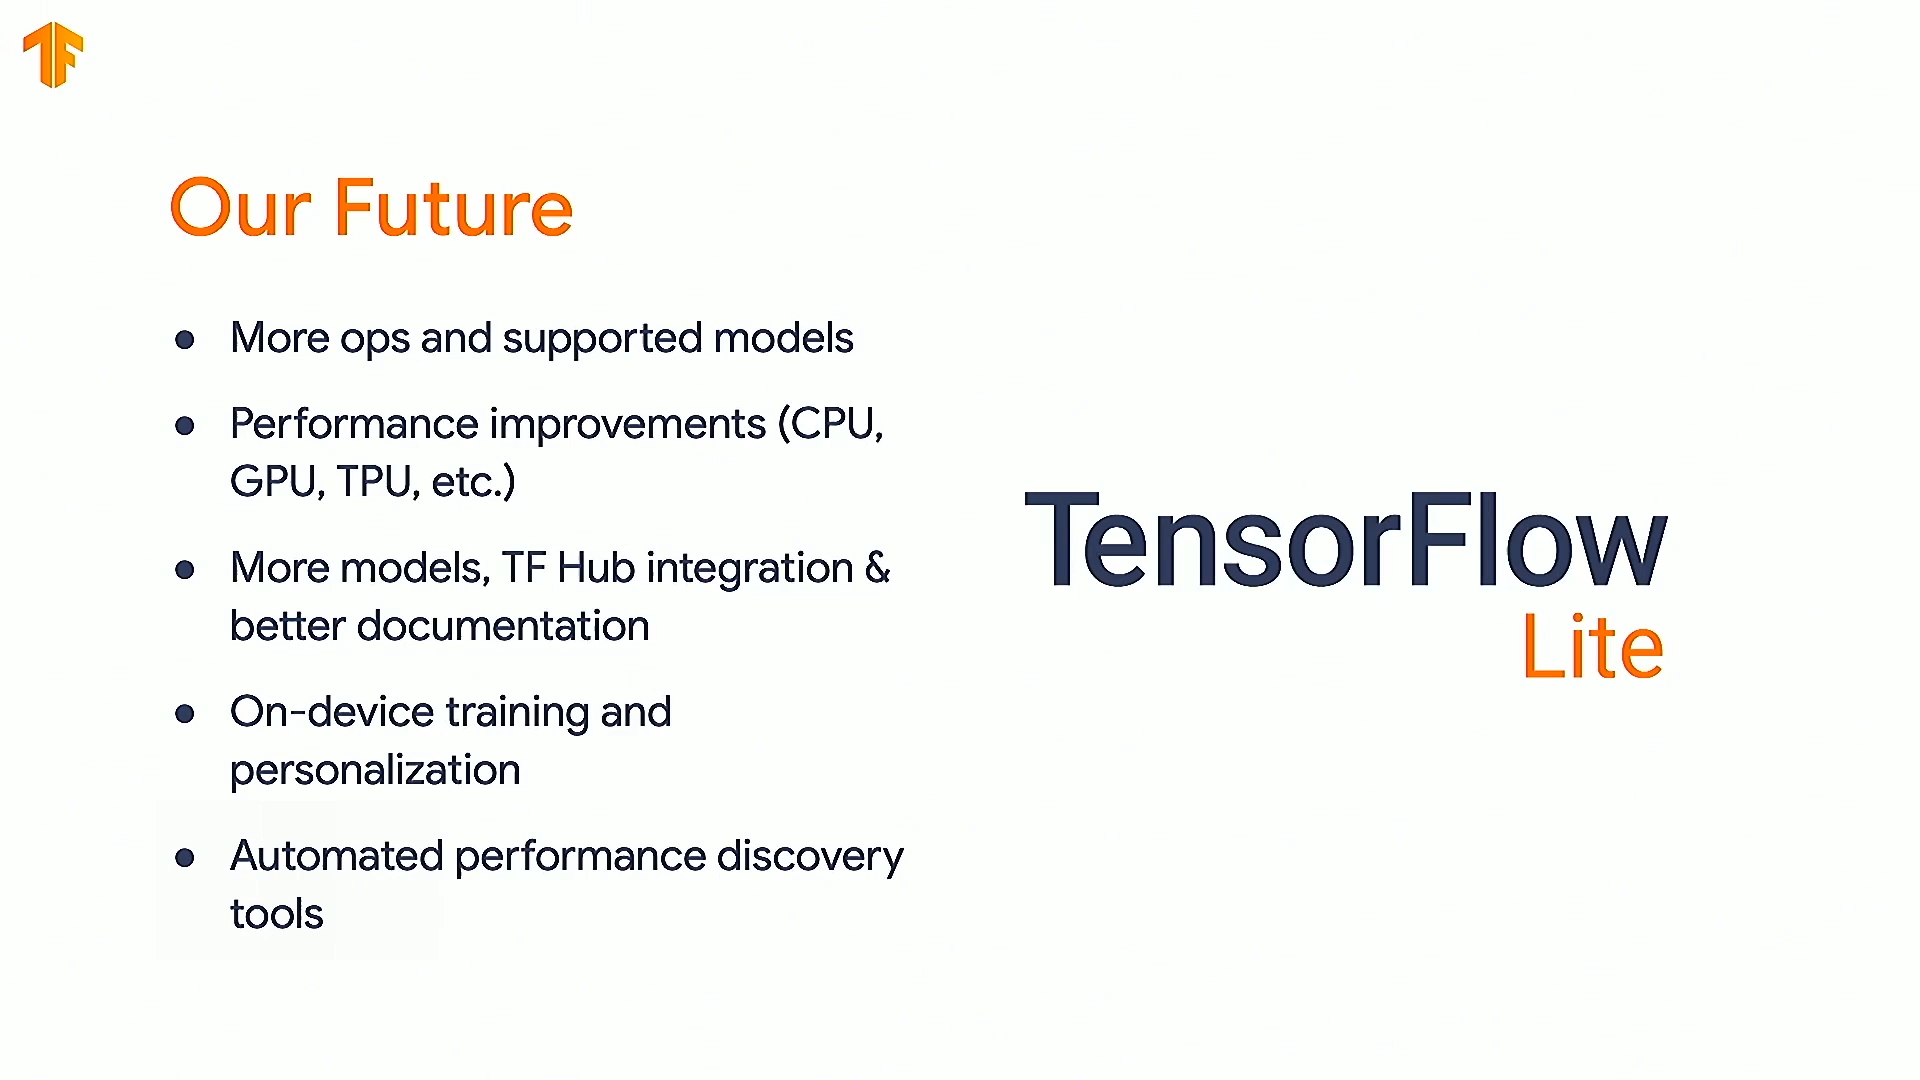 Our Future
● More ops and supported models
● Performance improvements (CPU,
GPU, TPU, etc.)
● More models, TF Hub integration &
better documentation
● On-device training and
personalization
● Automated performance discovery
tools
TensorFlow
Lite